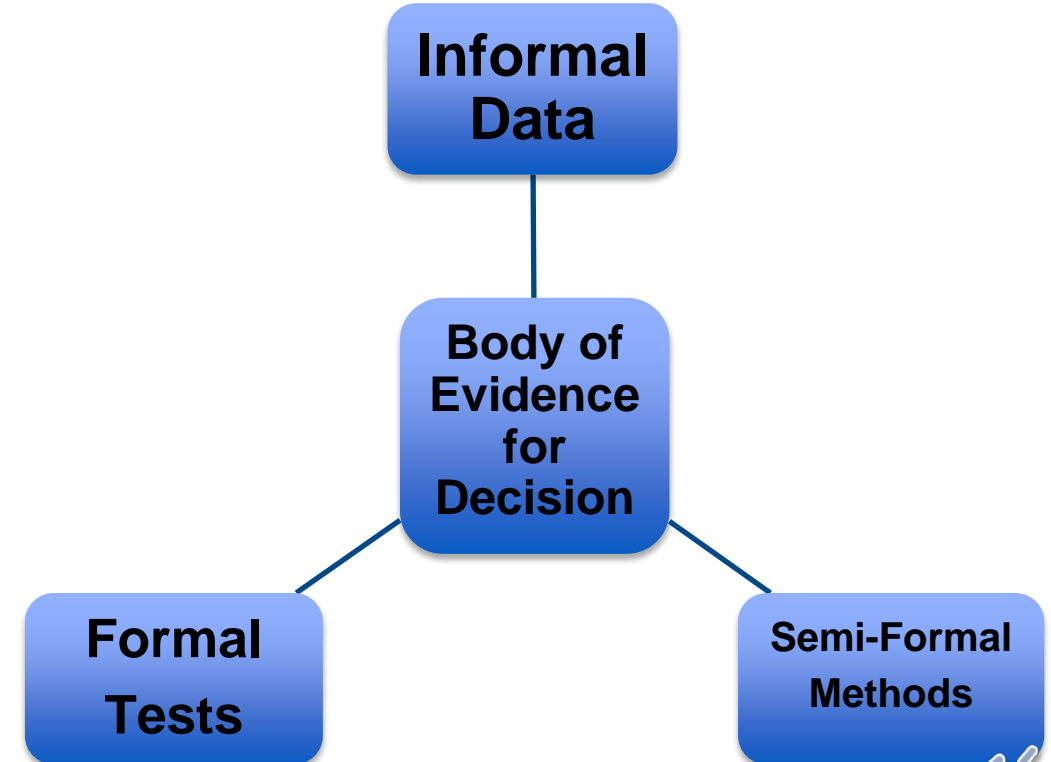 Informal
Data
Body of
Evidence
for
Decision
Formal
Tests
Semi-Formal
Methods